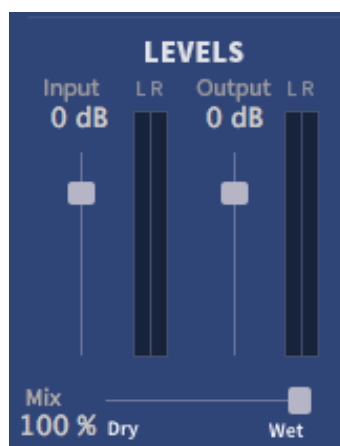 LEVELS
Input L R Output L R
0 dB 0 dB
Mix
100 % Dry Wet